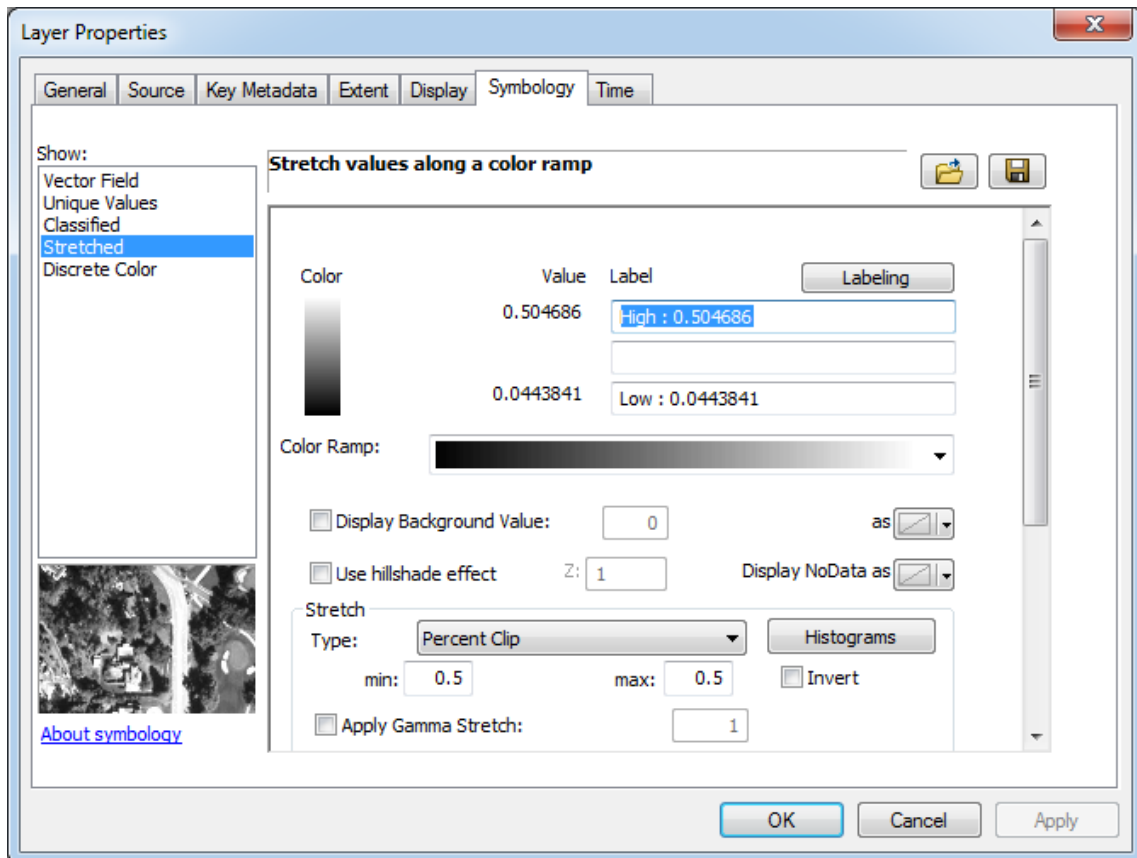 Layer Properties
General Source Key Metadata Extent Display Symbology Time
Show:
Vector Field
Unique Values
Classified
Stretched
Discrete Color
About symbology
Stretch values along a color ramp
Color Value Label Labeling
0.504686 High : 0.504686
0.0443841 Low : 0.0443841
Color Ramp:
Display Background Value: 0 as
Use hillshade effect Z: 1 Display NoData as
Stretch
Type: Percent Clip Histograms
min: 0.5 max: 0.5 Invert
Apply Gamma Stretch: 1
OK Cancel Apply